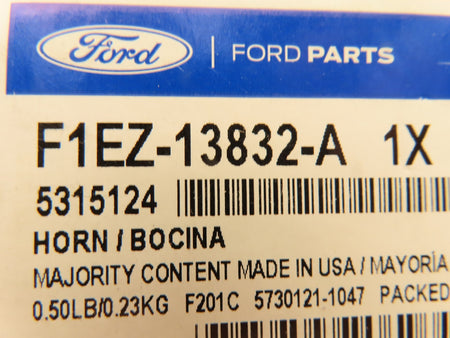 Ford | FORD PARTS
F1EZ-13832-A 1X
5315124
HORN / BOCINA
MAJORITY CONTENT MADE IN USA / MAYORÍA
0.50LB/0.23KG F201C 5730121-1047 PACKED